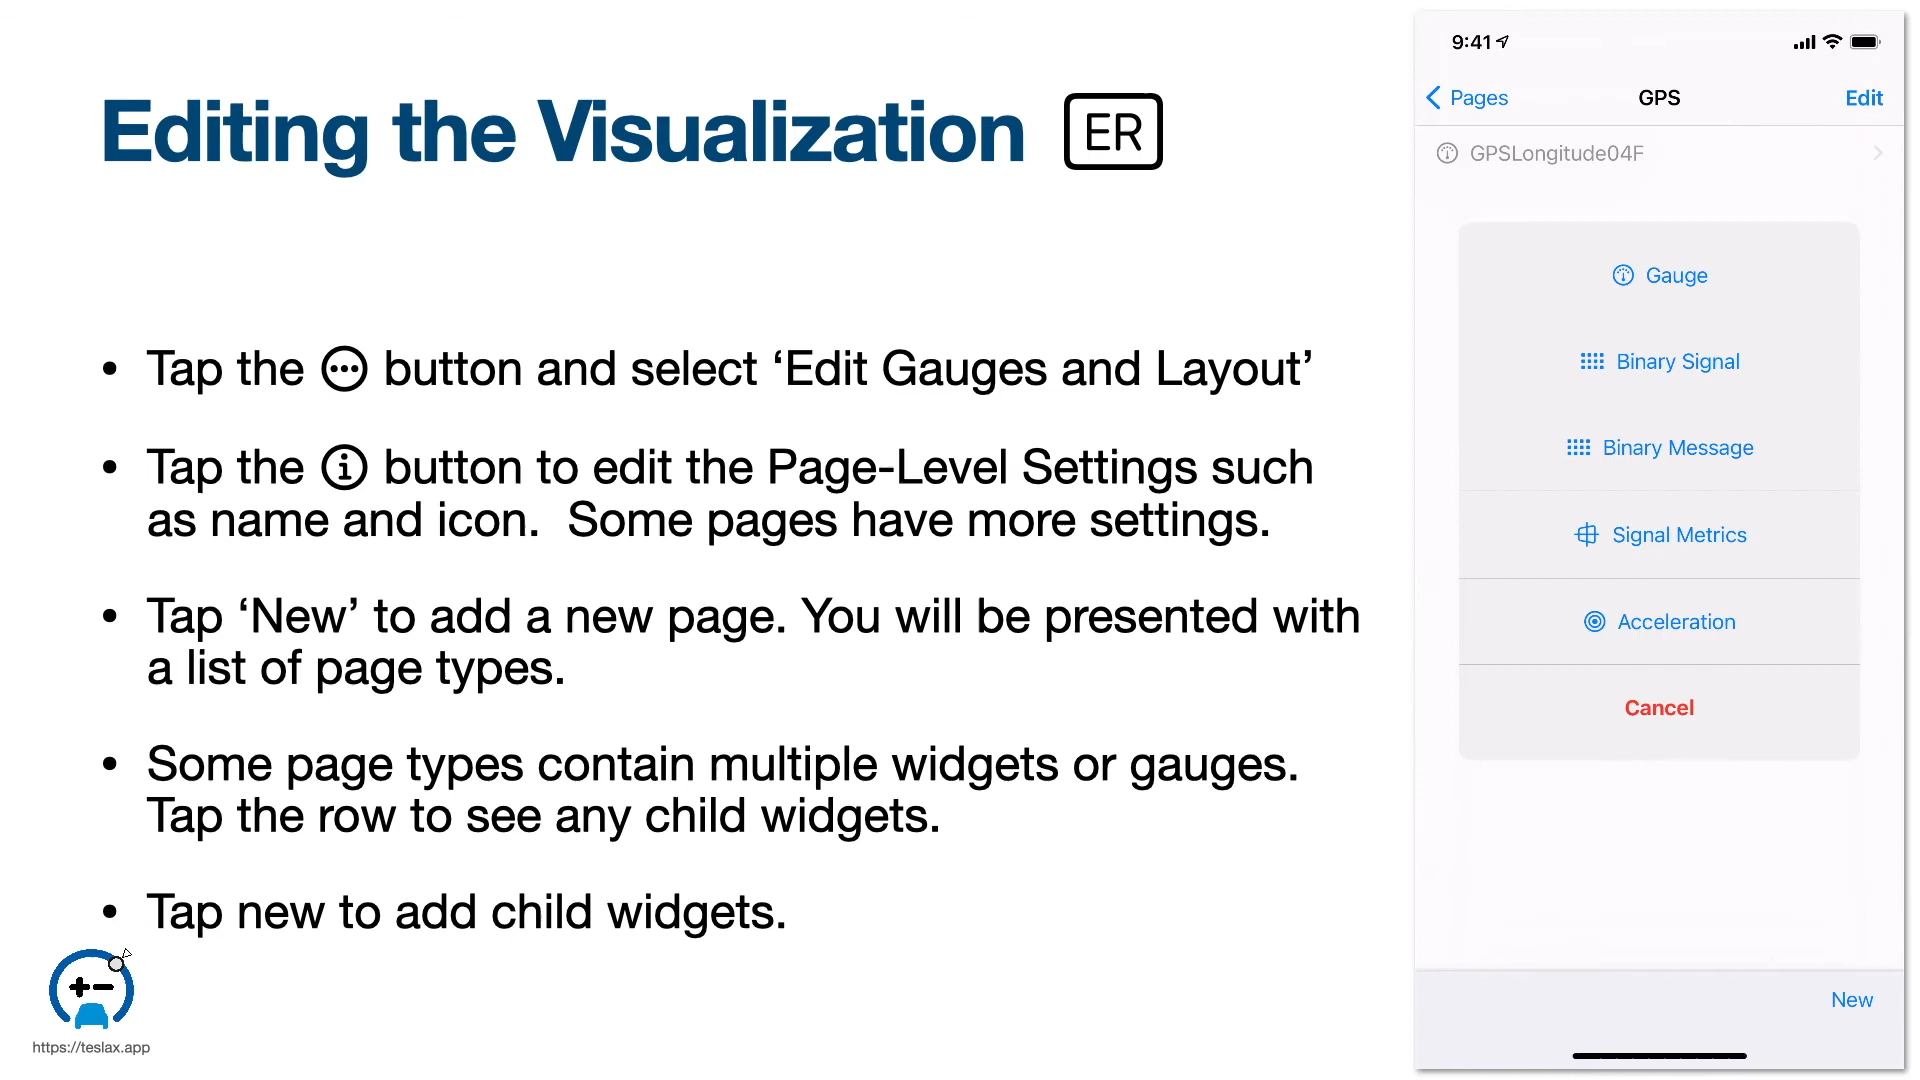 Editing the Visualization ER
• Tap the button and select ‘Edit Gauges and Layout’
• Tap the button to edit the Page-Level Settings such
as name and icon.  Some pages have more settings.
• Tap ‘New’ to add a new page. You will be presented with
a list of page types.
• Some page types contain multiple widgets or gauges.
Tap the row to see any child widgets.
• Tap new to add child widgets.
https://teslax.app
9:41
Pages GPS Edit
GPSLongitude04F
Gauge
Binary Signal
Binary Message
Signal Metrics
Acceleration
Cancel
New